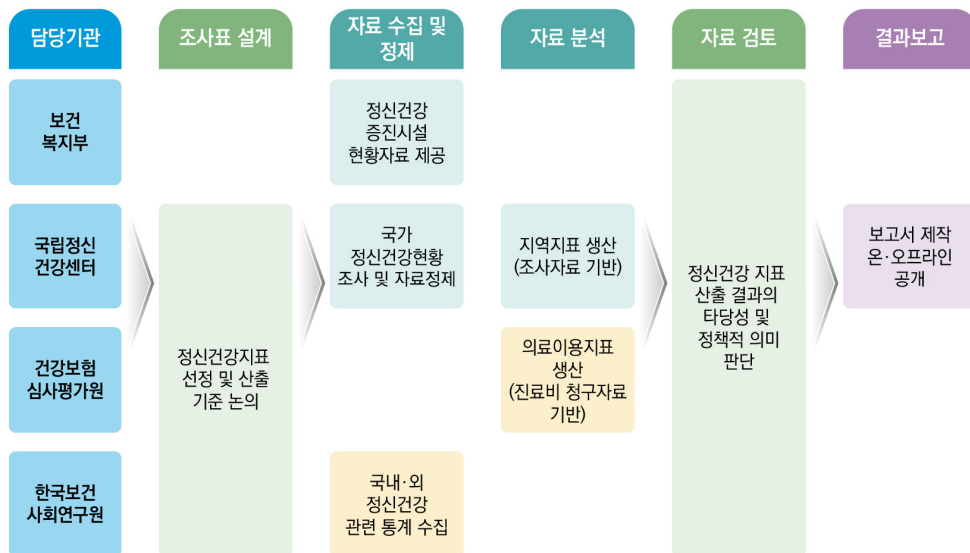 담당기관
조사표 설계
자료 수집 및
정제
자료 분석
자료 검토
결과보고
보건
복지부
정신건강
증진시설
현황자료 제공
국립정신
건강센터
국가
정신건강현황
조사 및 자료정제
지역지표 생산
(조사자료 기반)
보고서 제작
온·오프라인
공개
정신건강 지표
산출 결과의
타당성 및
정책적 의미
판단
건강보험
심사평가원
정신건강지표
선정 및 산출
기준 논의
의료이용지표
생산
(진료비 청구자료
기반)
한국보건
사회연구원
국내·외
정신건강
관련 통계 수집